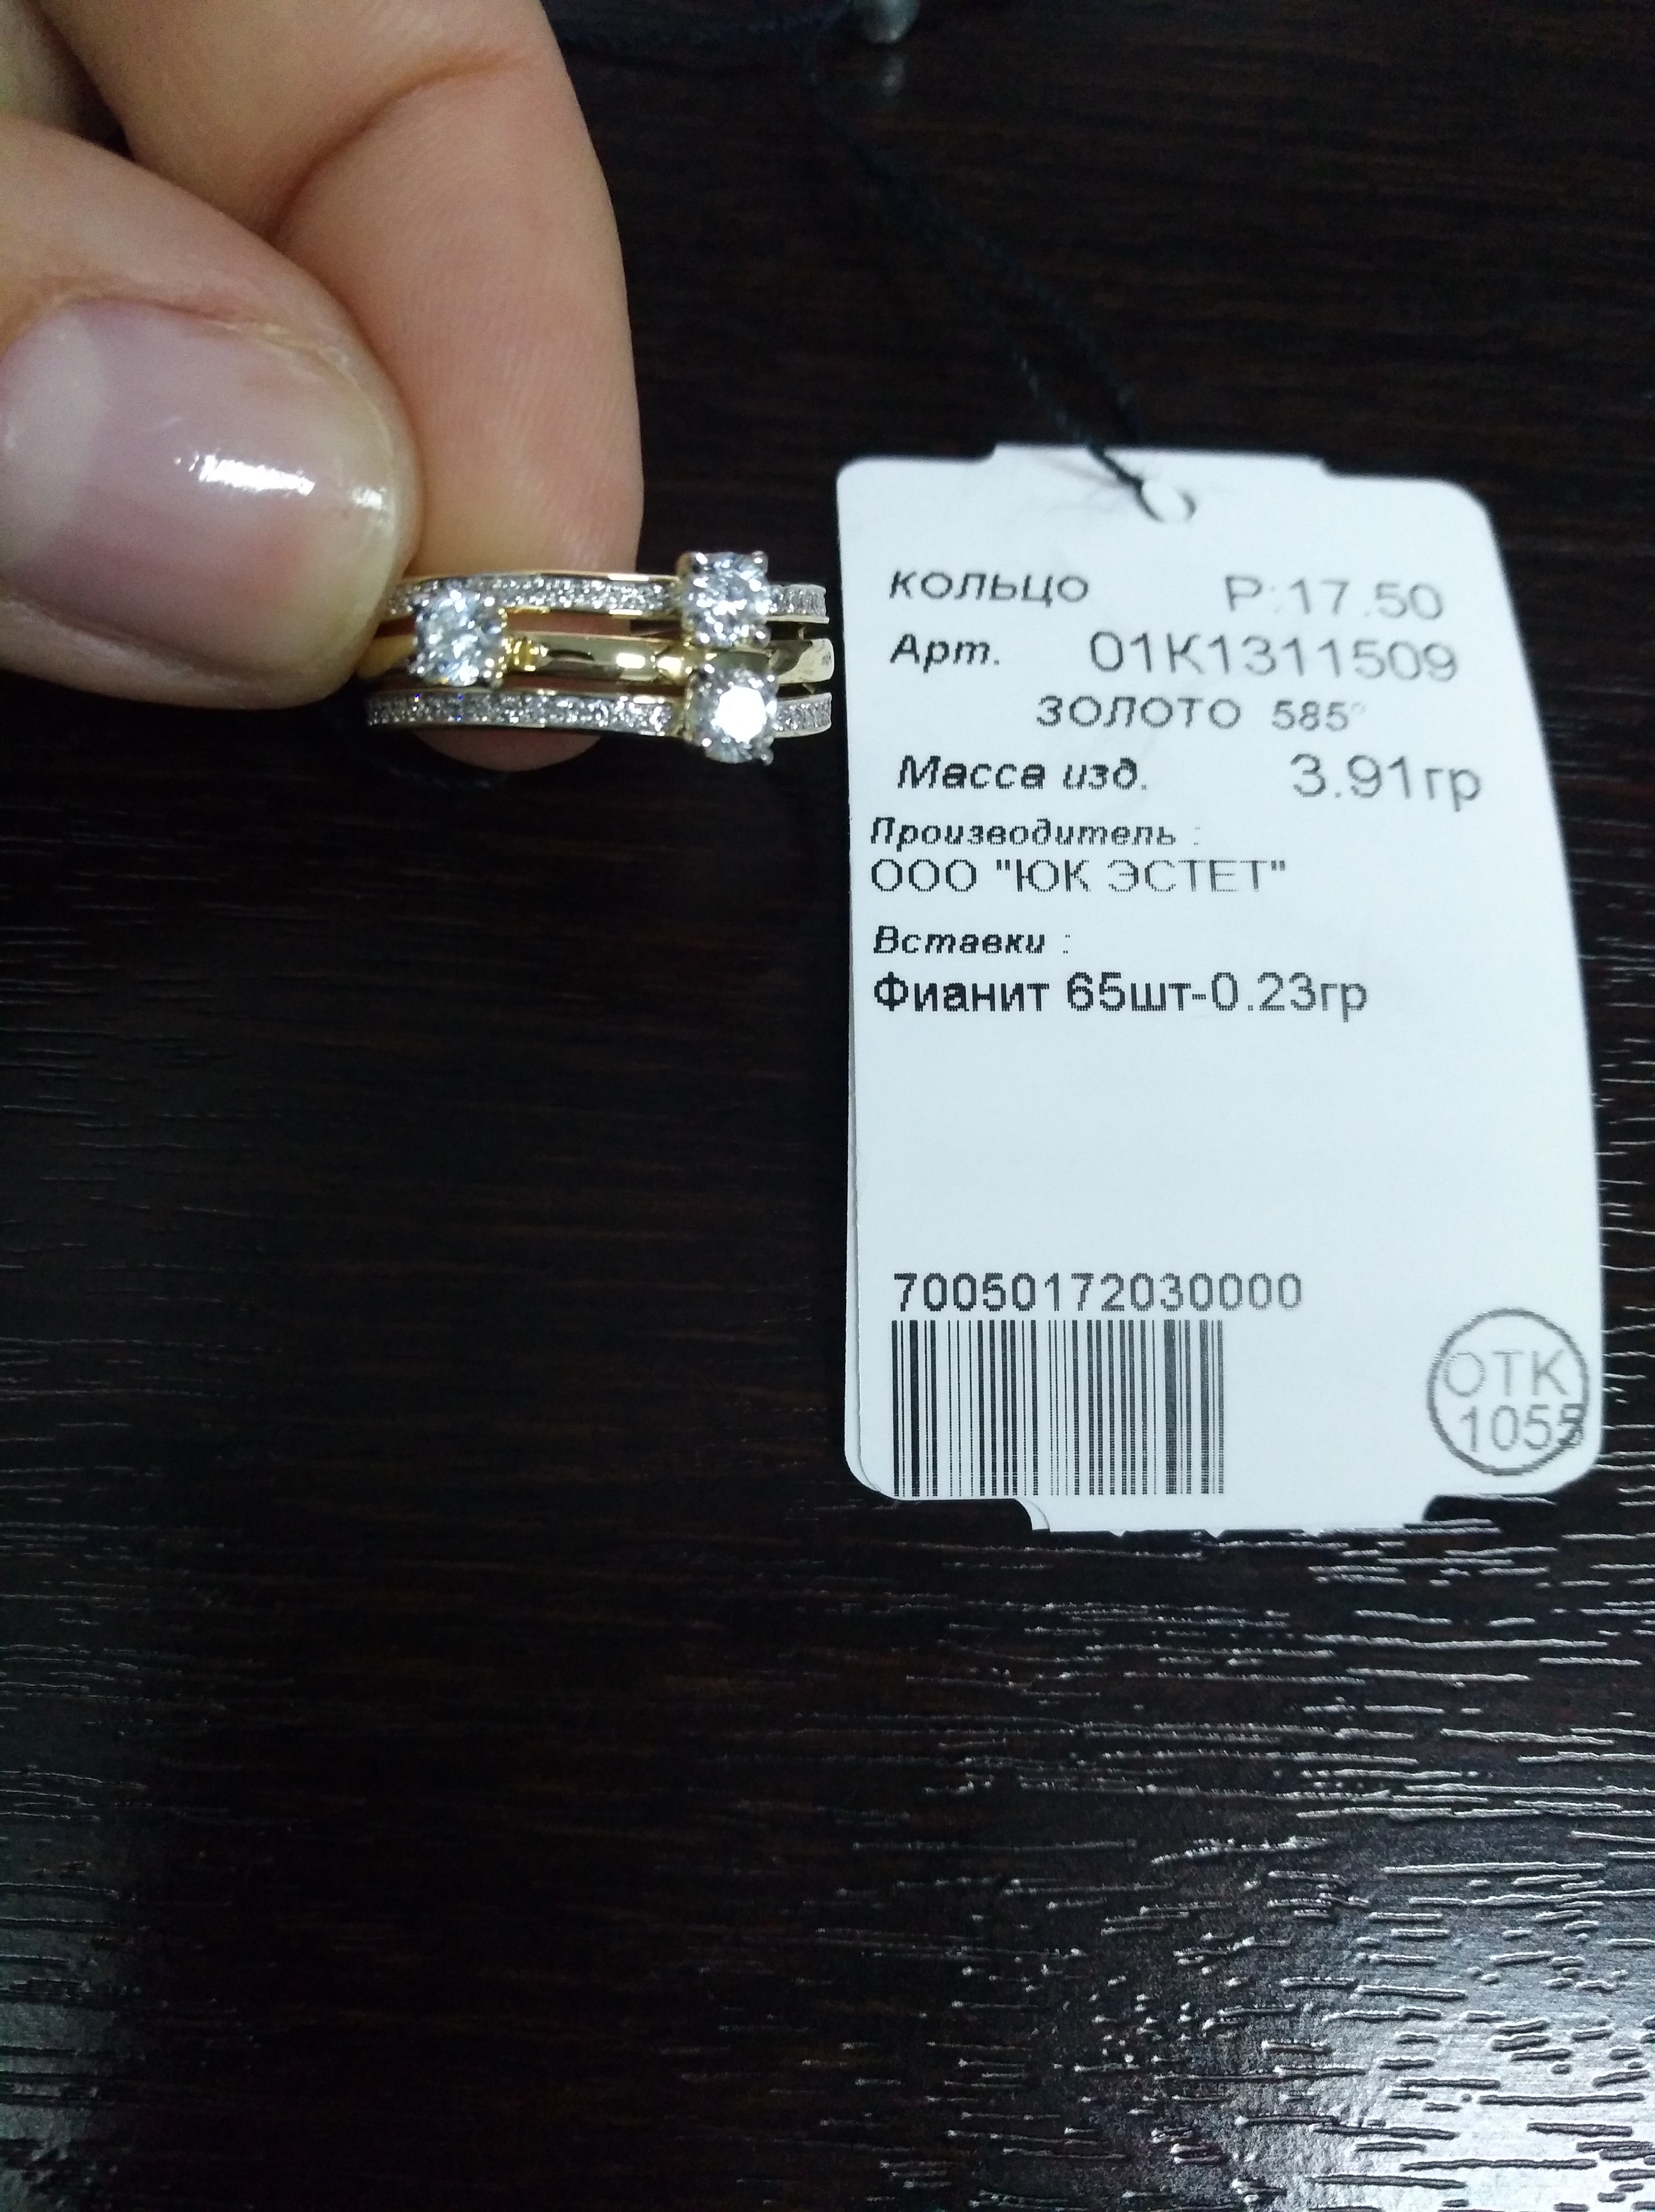 КОЛЬЦО Р:17.50
Арт. 01К1311509
ЗОЛОТО 585°
Масса изд. 3.91гр
Производитель :
ООО "ЮК ЭСТЕТ"
Вставки :
Фианит 65шт-0.23гр
70050172030000
ОТК
1055